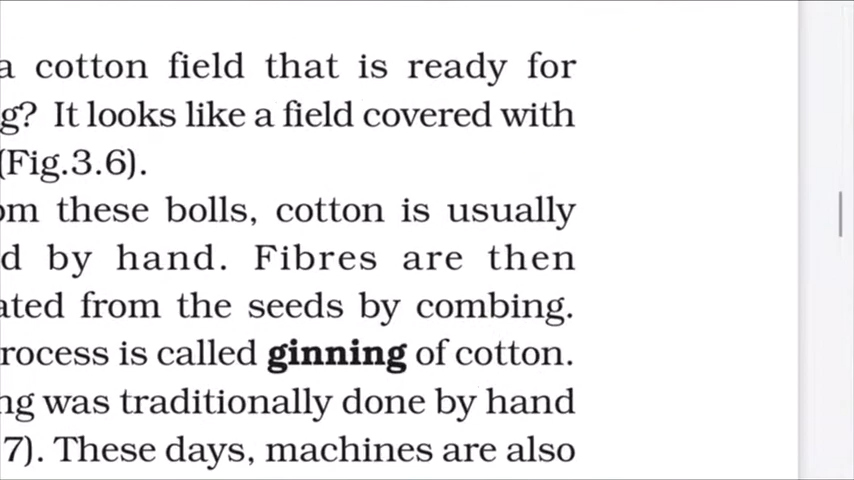 a cotton field that is ready for
g? It looks like a field covered with
(Fig.3.6).
om these bolls, cotton is usually
d by hand. Fibres are then
ated from the seeds by combing.
rocess is called ginning of cotton.
ng was traditionally done by hand
7). These days, machines are also